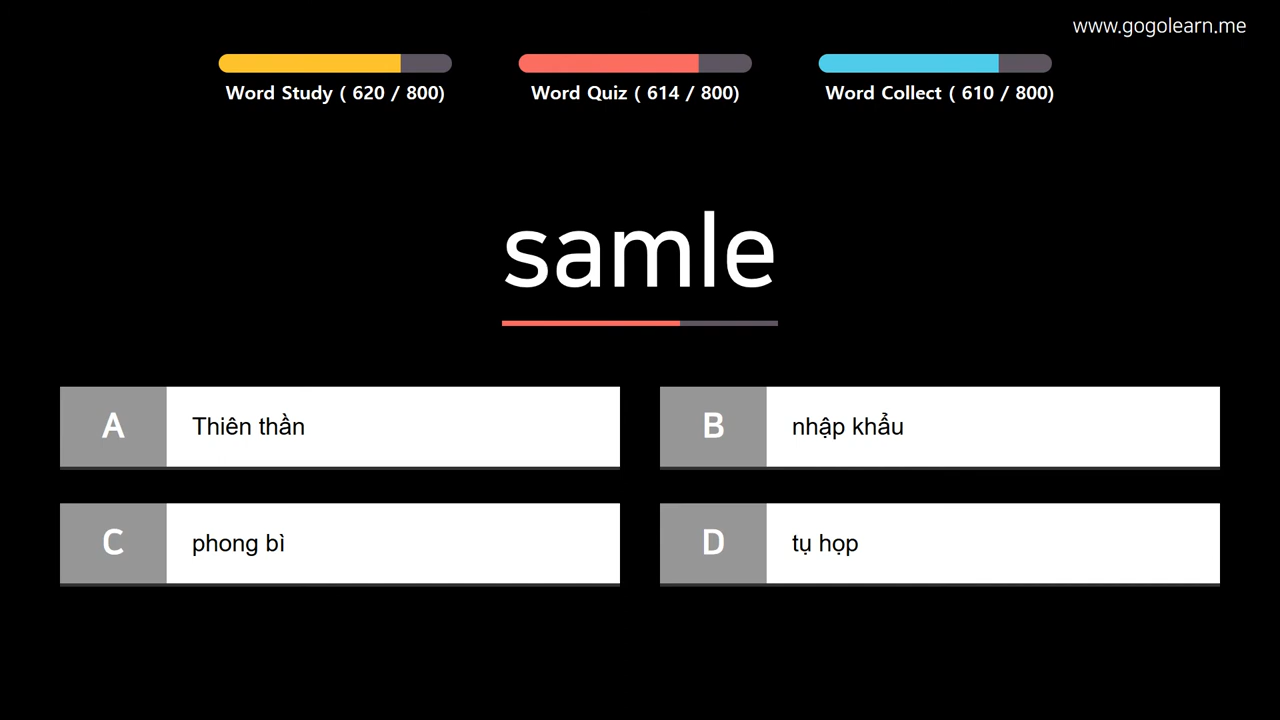 www.gogolearn.me
Word Study ( 620 / 800)
Word Quiz ( 614 / 800)
Word Collect ( 610 / 800)
samle
A
Thiên thần
B
nhập khẩu
C
phong bì
D
tụ họp